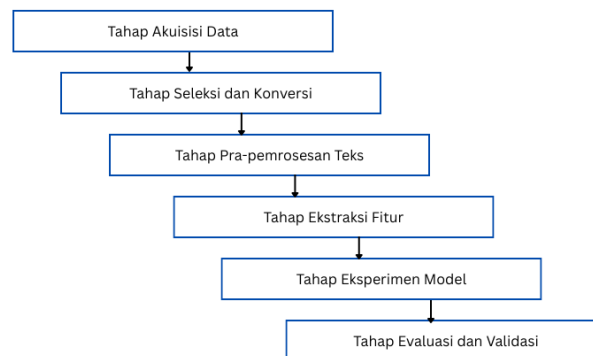 Tahap Akuisisi Data
Tahap Seleksi dan Konversi
Tahap Pra-pemrosesan Teks
Tahap Ekstraksi Fitur
Tahap Eksperimen Model
Tahap Evaluasi dan Validasi